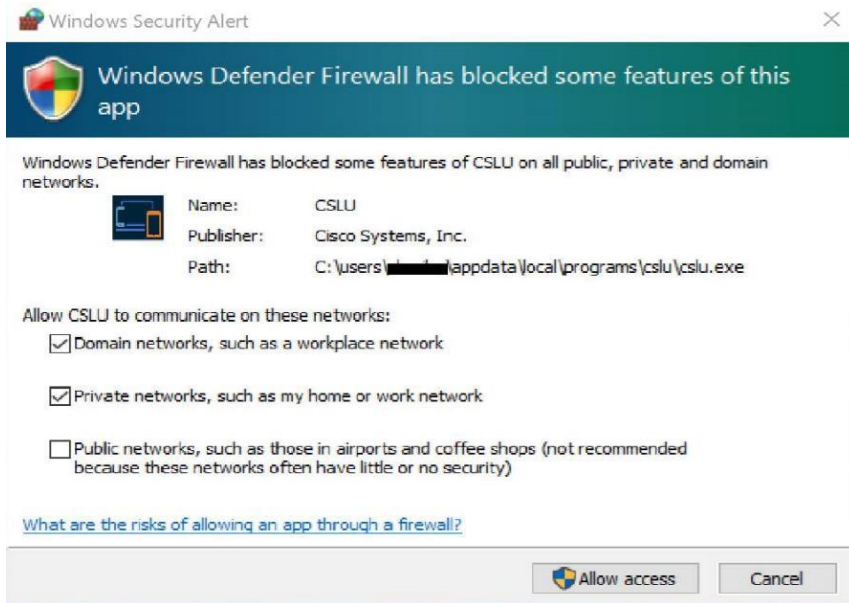 Windows Security Alert
Windows Defender Firewall has blocked some features of this
app
Windows Defender Firewall has blocked some features of CSLU on all public, private and domain
networks.
Name: CSLU
Publisher: Cisco Systems, Inc.
Path: C:\users\ \appdata\local\programs\cslu\cslu.exe
Allow CSLU to communicate on these networks:
Domain networks, such as a workplace network
Private networks, such as my home or work network
Public networks, such as those in airports and coffee shops (not recommended
because these networks often have little or no security)
What are the risks of allowing an app through a firewall?
Allow access Cancel